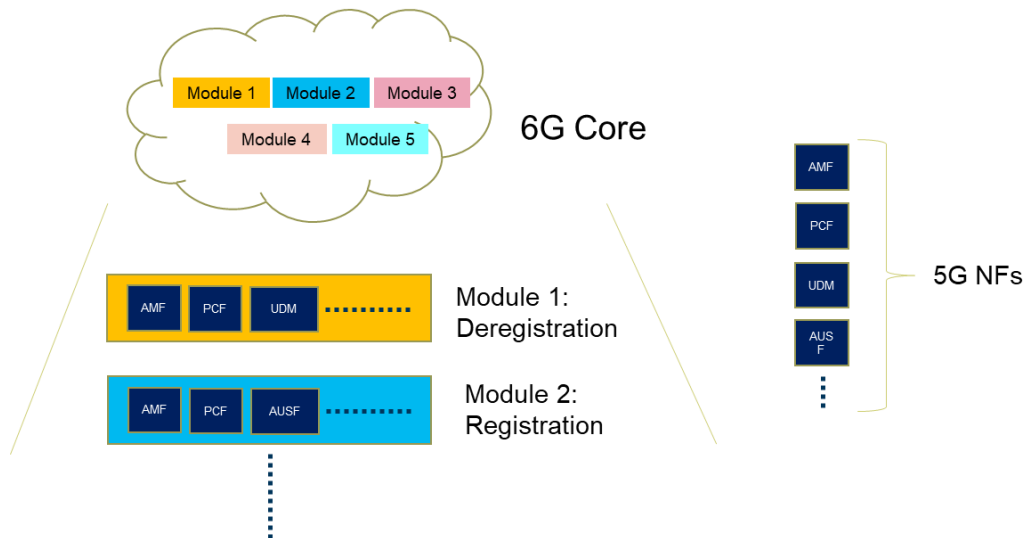 Module 1
Module 2
Module 3
Module 4
Module 5
6G Core
AMF
PCF
UDM
Module 1:
Deregistration
AMF
PCF
AUSF
Module 2:
Registration
AMF
PCF
UDM
AUS
F
5G NFs